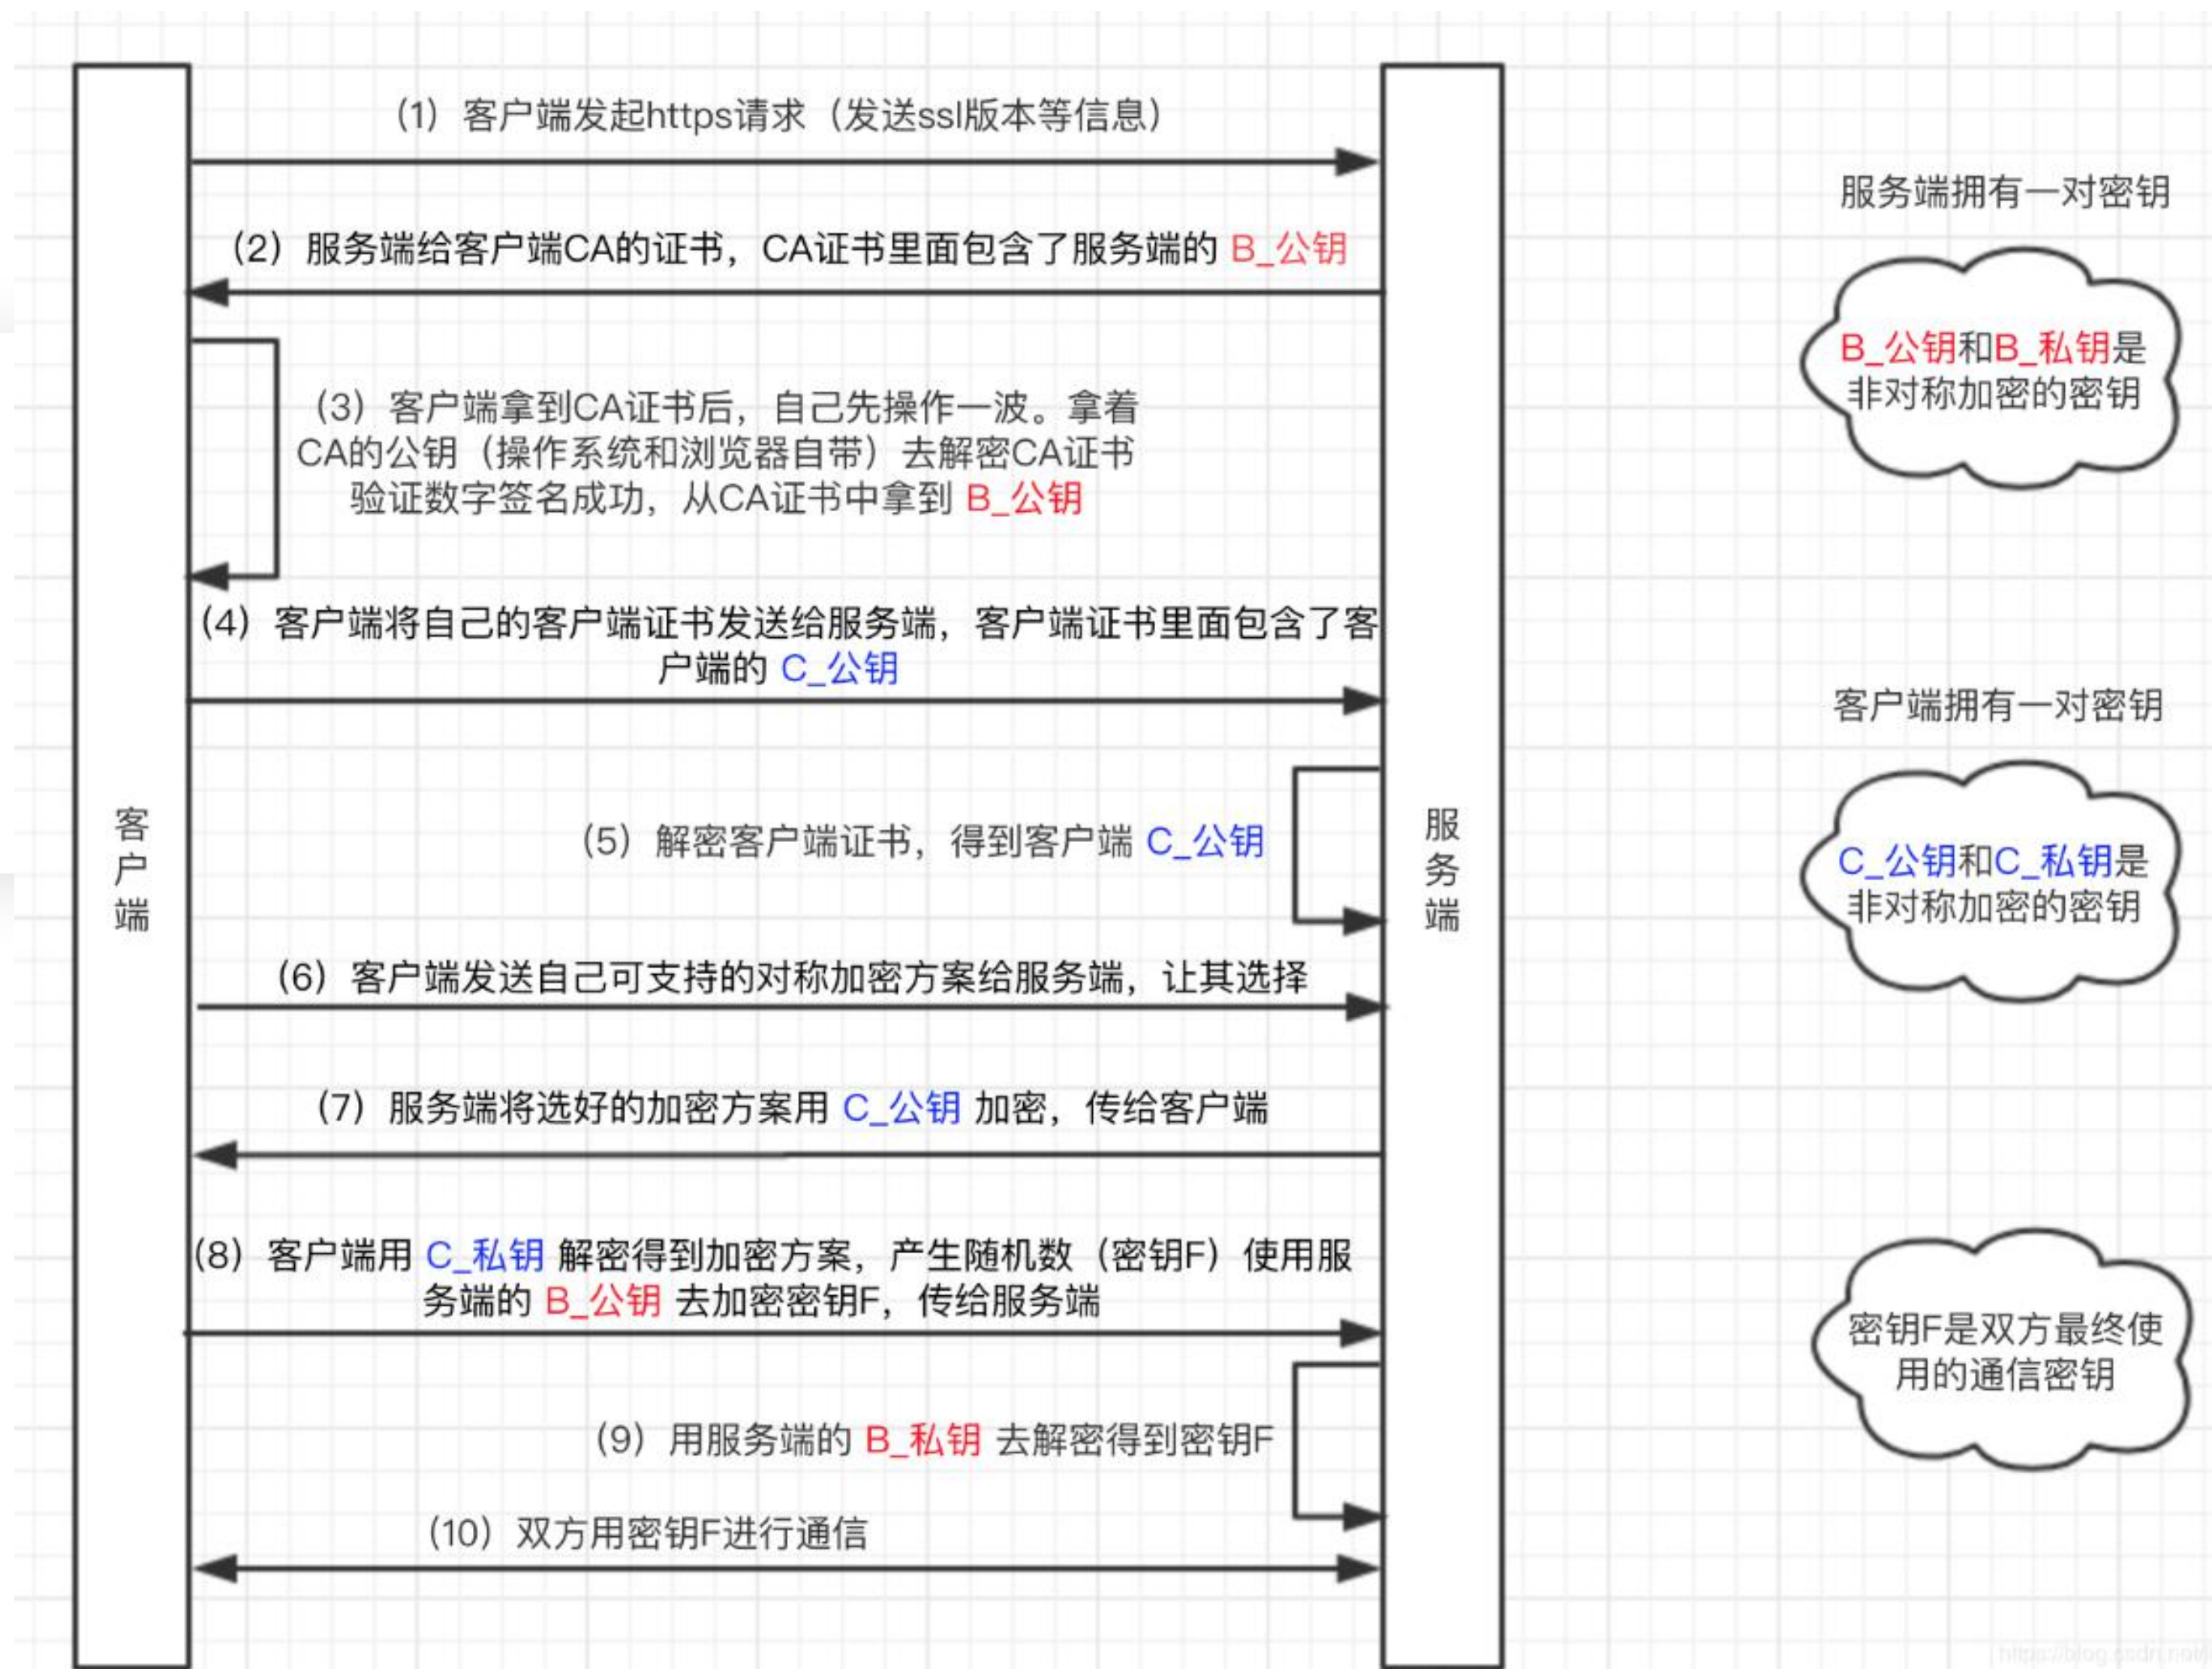 (1) 客户端发起https请求（发送ssl版本等信息）
服务端拥有一对密钥
(2) 服务端给客户端CA的证书，CA证书里面包含了服务端的 B_公钥
B_公钥和B_私钥是
非对称加密的密钥
(3) 客户端拿到CA证书后，自己先操作一波。拿着
CA的公钥（操作系统和浏览器自带）去解密CA证书
验证数字签名成功，从CA证书中拿到 B_公钥
(4) 客户端将自己的客户端证书发送给服务端，客户端证书里面包含了客
户端的 C_公钥
客户端拥有一对密钥
客户端
服务端
(5) 解密客户端证书，得到客户端 C_公钥
C_公钥和C_私钥是
非对称加密的密钥
(6) 客户端发送自己可支持的对称加密方案给服务端，让其选择
(7) 服务端将选好的加密方案用 C_公钥 加密，传给客户端
(8) 客户端用 C_私钥 解密得到加密方案，产生随机数（密钥F）使用服
务端的 B_公钥 去加密密钥F，传给服务端
密钥F是双方最终使
用的通信密钥
(9) 用服务端的 B_私钥 去解密得到密钥F
(10) 双方用密钥F进行通信